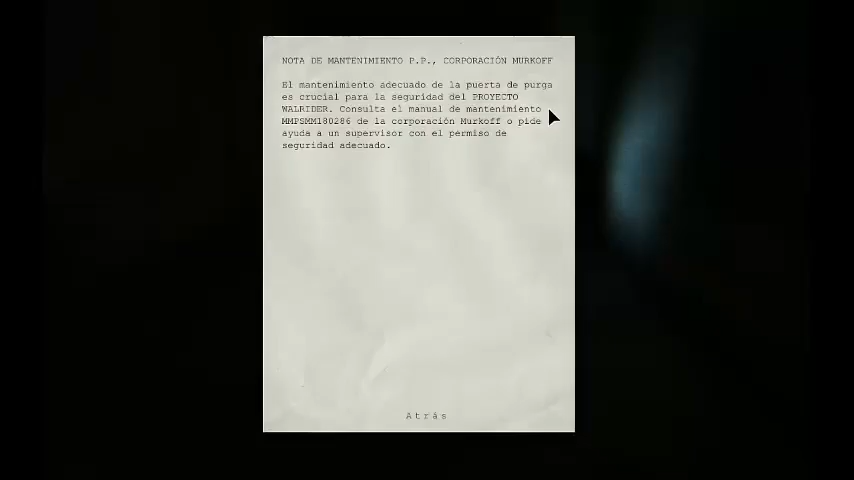 NOTA DE MANTENIMIENTO P.P., CORPORACIÓN MURKOFF
El mantenimiento adecuado de la puerta de purga
es crucial para la seguridad del PROYECTO
WALRIDER. Consulta el manual de mantenimiento
MMPSMM180286 de la corporación Murkoff o pide
ayuda a un supervisor con el permiso de
seguridad adecuado.
Atrás